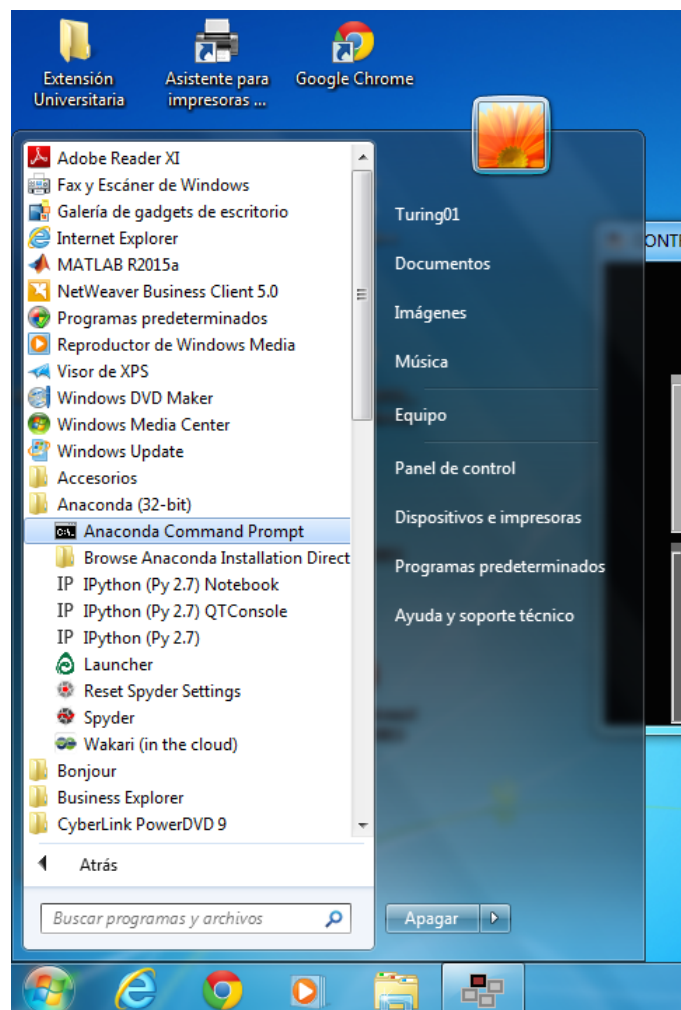 Extensión
Universitaria
Asistente para
impresoras ...
Google Chrome
Adobe Reader XI
Fax y Escáner de Windows
Galería de gadgets de escritorio
Internet Explorer
MATLAB R2015a
NetWeaver Business Client 5.0
Programas predeterminados
Reproductor de Windows Media
Visor de XPS
Windows DVD Maker
Windows Media Center
Windows Update
Accesorios
Anaconda (32-bit)
C:\.
Anaconda Command Prompt
Browse Anaconda Installation Direct
IP IPython (Py 2.7) Notebook
IP IPython (Py 2.7) QTConsole
IP IPython (Py 2.7)
Launcher
Reset Spyder Settings
Spyder
Wakari (in the cloud)
Bonjour
Business Explorer
CyberLink PowerDVD 9
Atrás
Buscar programas y archivos
Turing01
Documentos
Imágenes
Música
Equipo
Panel de control
Dispositivos e impresoras
Programas predeterminados
Ayuda y soporte técnico
Apagar